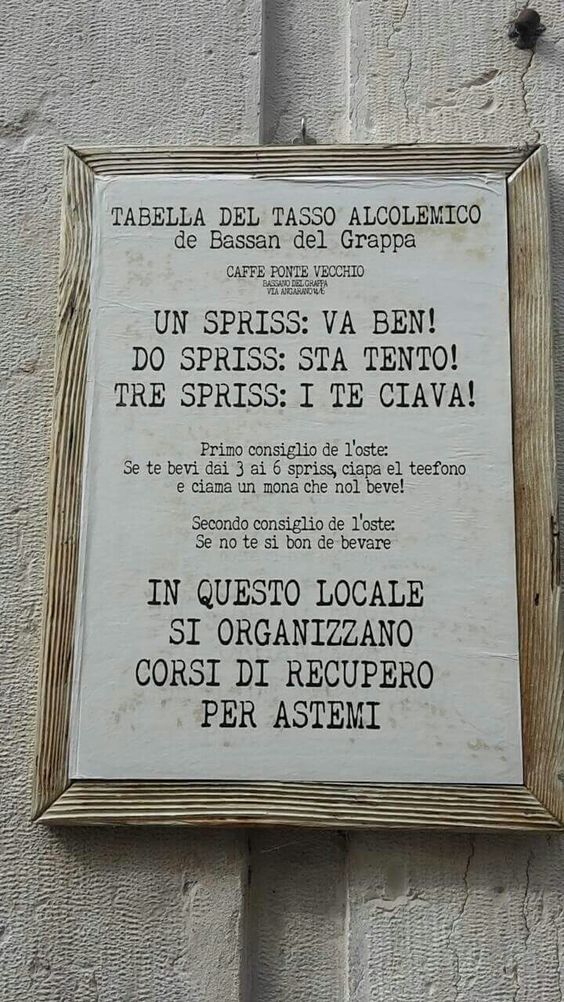 TABELLA DEL TASSO ALCOLEMICO
de Bassan del Grappa
CAFFE PONTE VECCHIO
BASSANO DEL GRAPPA
VIA ANGARANO 14/E
UN SPRISS: VA BEN!
DO SPRISS: STA TENTO!
TRE SPRISS: I TE CIAVA!
Primo consiglio de l'oste:
Se te bevi dai 3 ai 6 spriss, ciapa el teefono
e ciama un mona che nol beve!
Secondo consiglio de l'oste:
Se no te si bon de bevare
IN QUESTO LOCALE
SI ORGANIZZANO
CORSI DI RECUPERO
PER ASTEMI